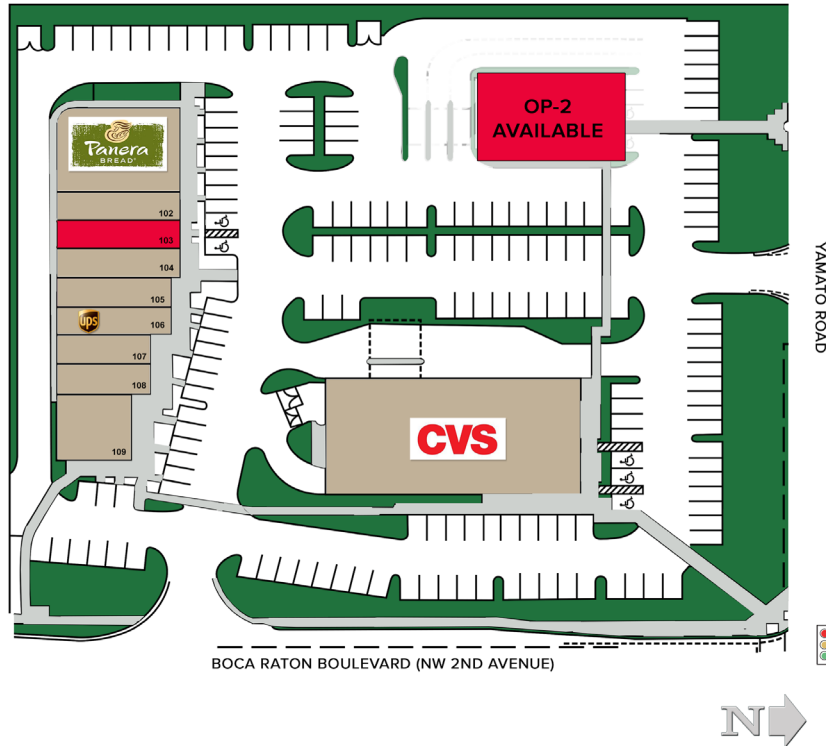 OP-2
AVAILABLE
Panera
BREAD
102
103
104
105
ups
106
107
108
109
CVS
YAMATO ROAD
BOCA RATON BOULEVARD (NW 2ND AVENUE)
N